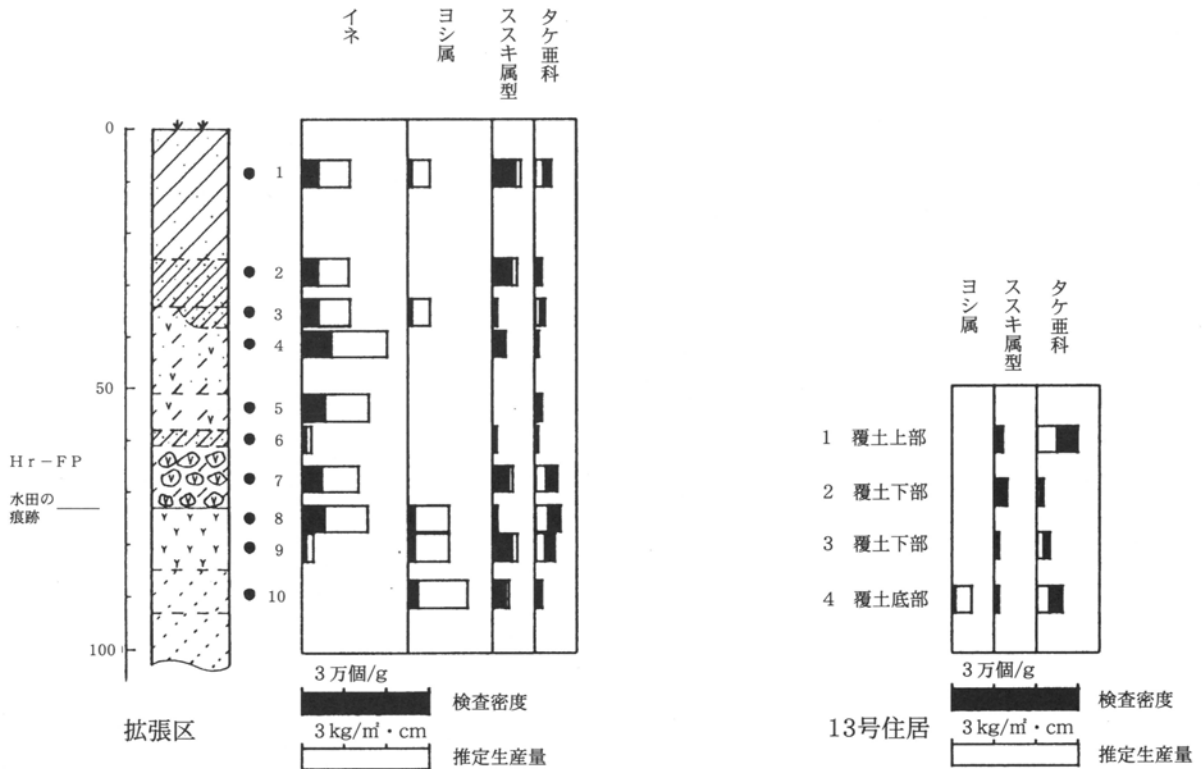 イネ
ヨシ属
ススキ属型
タケ亜科
0
50
100
Hr-FP
水田の
痕跡
1
2
3
4
5
6
7
8
9
10
3万個/g
検査密度
3kg/㎡・cm
推定生産量
拡張区
ヨシ属
ススキ属型
タケ亜科
1 覆土上部
2 覆土下部
3 覆土下部
4 覆土底部
3万個/g
検査密度
3kg/㎡・cm
推定生産量
13号住居